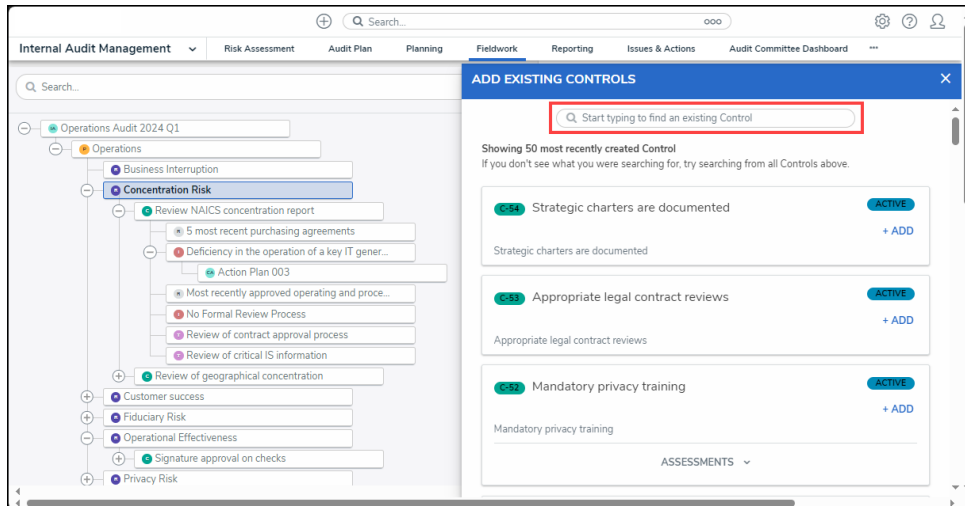 Search...
ooo
Internal Audit Management
Risk Assessment
Audit Plan
Planning
Fieldwork
Reporting
Issues & Actions
Audit Committee Dashboard
Search...
Operations Audit 2024 Q1
P Operations
R Business Interruption
R Concentration Risk
C Review NAICS concentration report
R 5 most recent purchasing agreements
I Deficiency in the operation of a key IT gener...
CA Action Plan 003
R Most recently approved operating and proce...
I No Formal Review Process
T Review of contract approval process
T Review of critical IS information
C Review of geographical concentration
R Customer success
R Fiduciary Risk
R Operational Effectiveness
C Signature approval on checks
R Privacy Risk
ADD EXISTING CONTROLS
Start typing to find an existing Control
Showing 50 most recently created Control
If you don't see what you were searching for, try searching from all Controls above.
C-54 Strategic charters are documented
ACTIVE
+ ADD
Strategic charters are documented
C-53 Appropriate legal contract reviews
ACTIVE
+ ADD
Appropriate legal contract reviews
C-52 Mandatory privacy training
ACTIVE
+ ADD
Mandatory privacy training
ASSESSMENTS